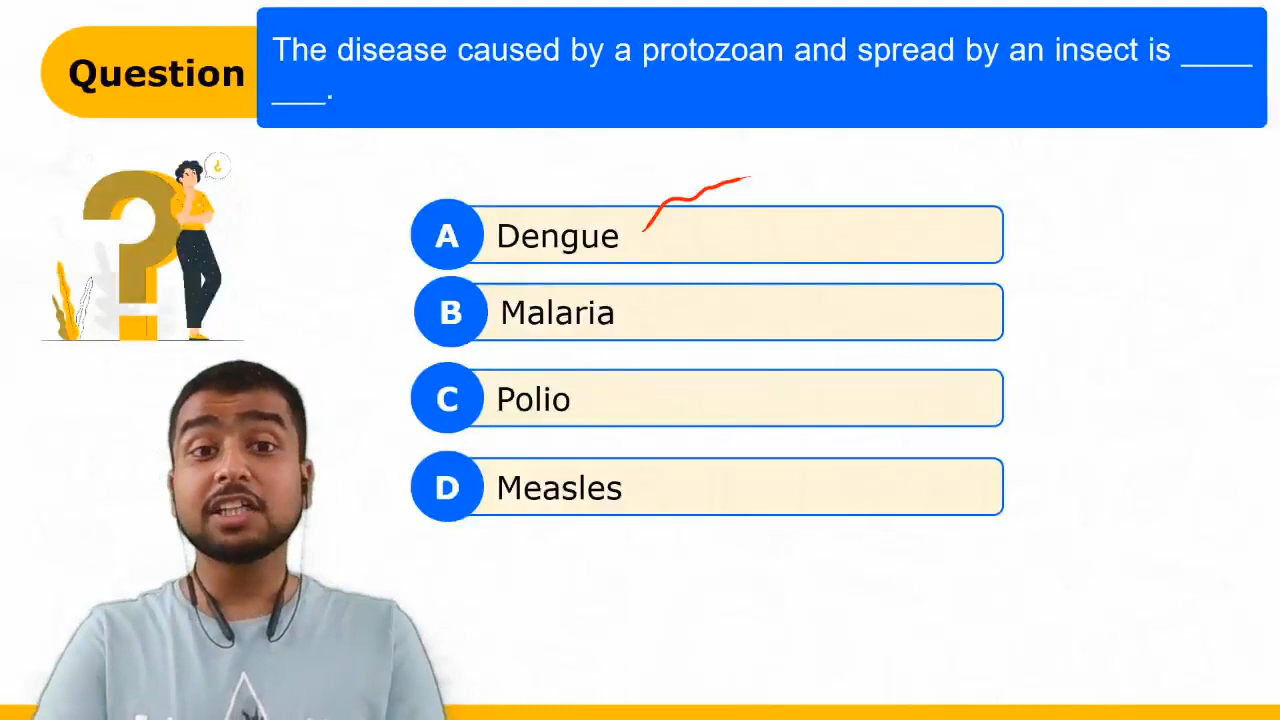 Question
The disease caused by a protozoan and spread by an insect is _____
____.
A Dengue
B Malaria
C Polio
D Measles